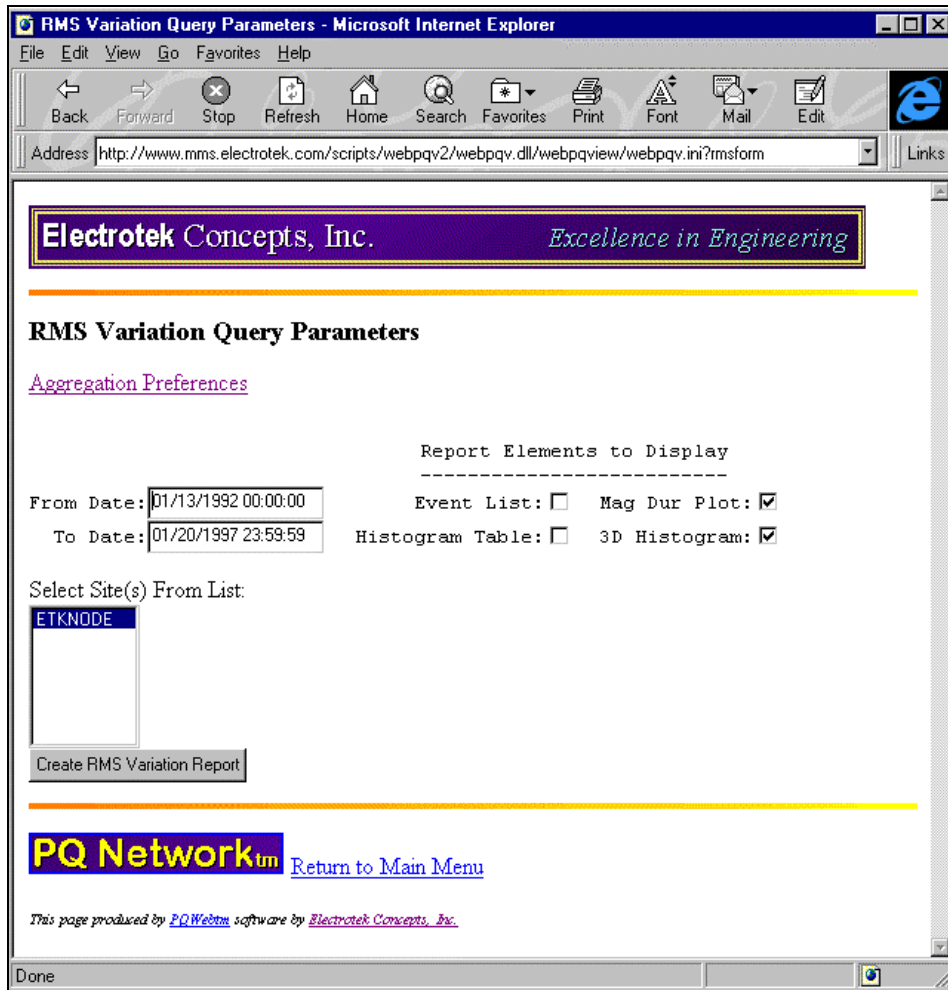 RMS Variation Query Parameters - Microsoft Internet Explorer
File Edit View Go Favorites Help
Back Forward Stop Refresh Home Search Favorites Print Font Mail Edit
Address http://www.mms.electrotek.com/scripts/webpqv2/webpqv.dll/webpqview/webpqv.ini?rmsform Links
Electrotek Concepts, Inc. Excellence in Engineering
RMS Variation Query Parameters
Aggregation Preferences
Report Elements to Display
---------------------------
From Date: 01/13/1992 00:00:00 Event List: Mag Dur Plot:
To Date: 01/20/1997 23:59:59 Histogram Table: 3D Histogram:
Select Site(s) From List:
ETKNODE
Create RMS Variation Report
PQ Network tm Return to Main Menu
This page produced by PQWebtm software by Electrotek Concepts, Inc.
Done